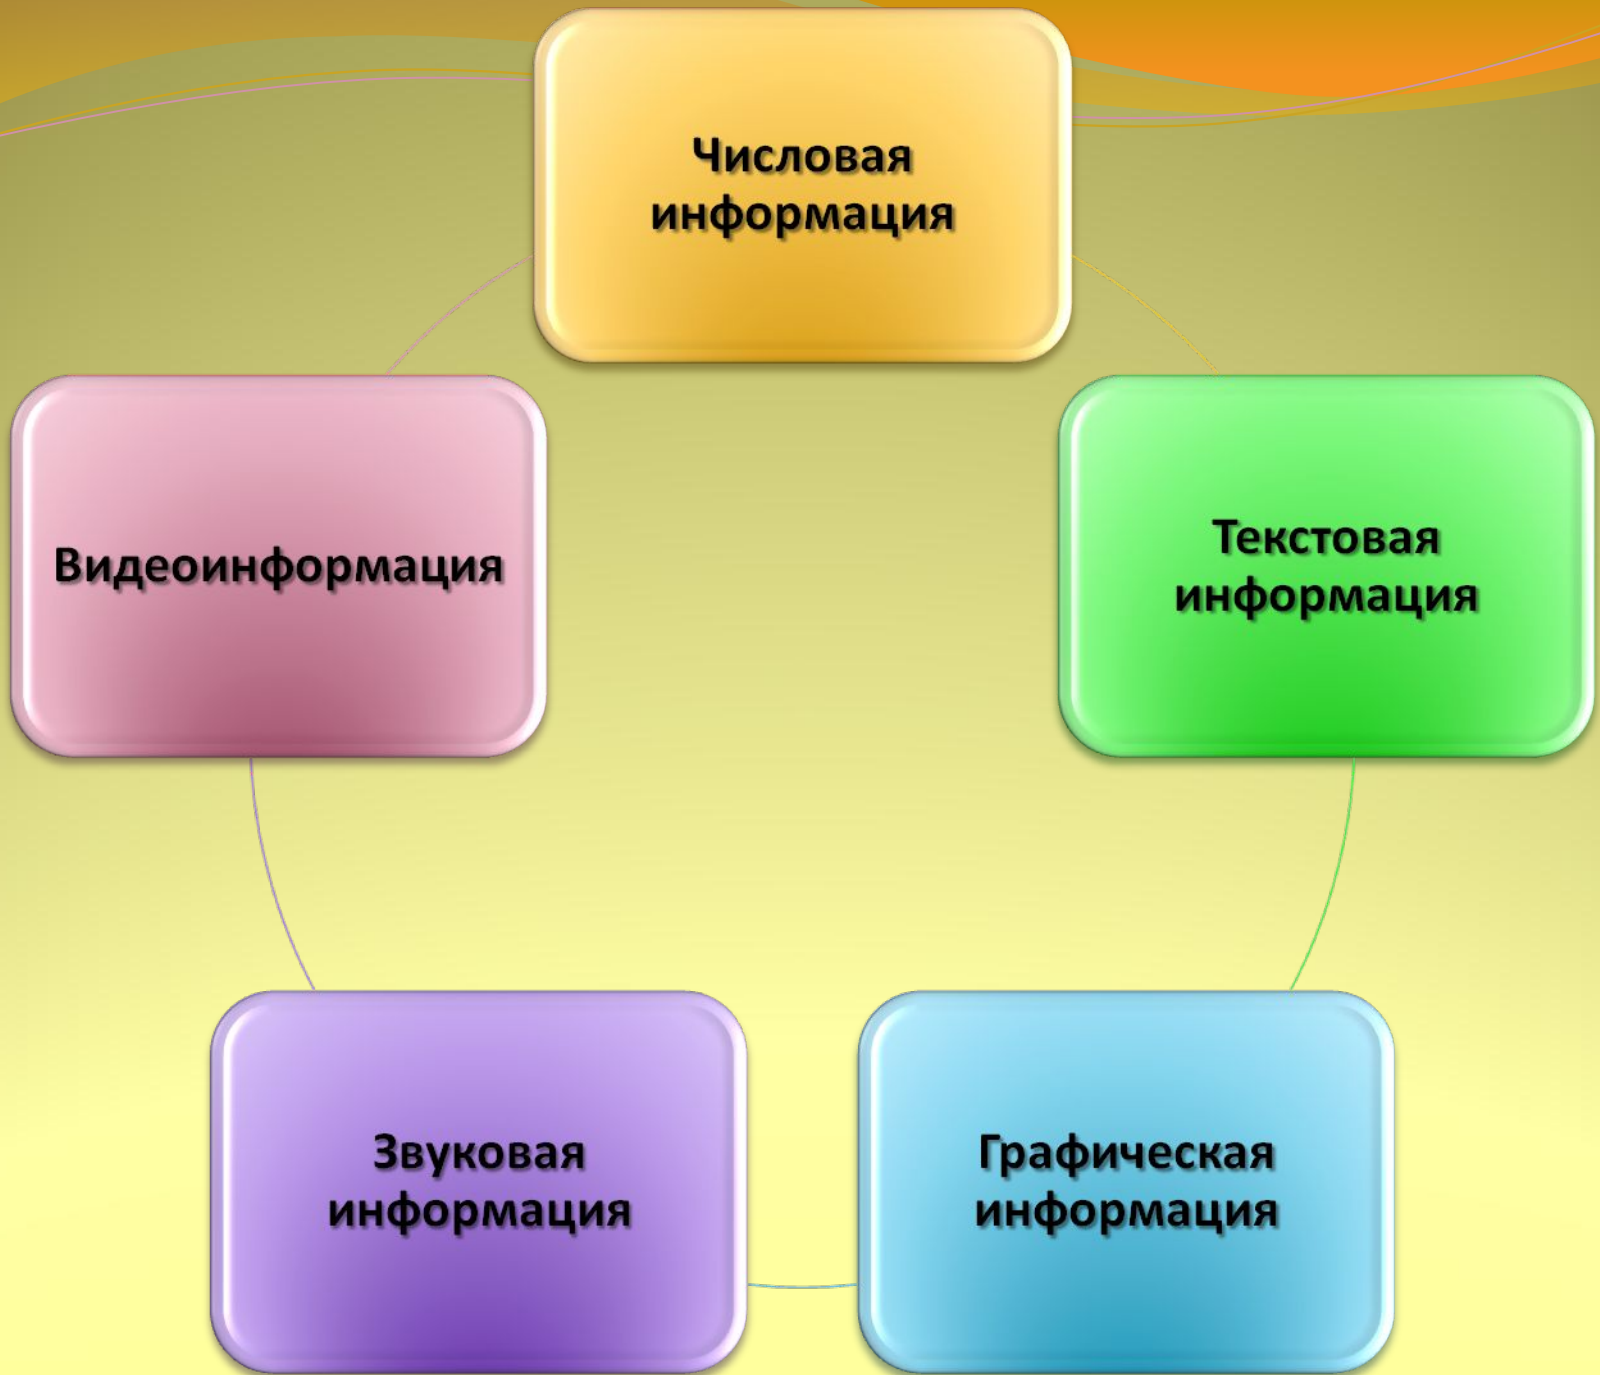 Числовая
информация
Видеоинформация
Текстовая
информация
Звуковая
информация
Графическая
информация